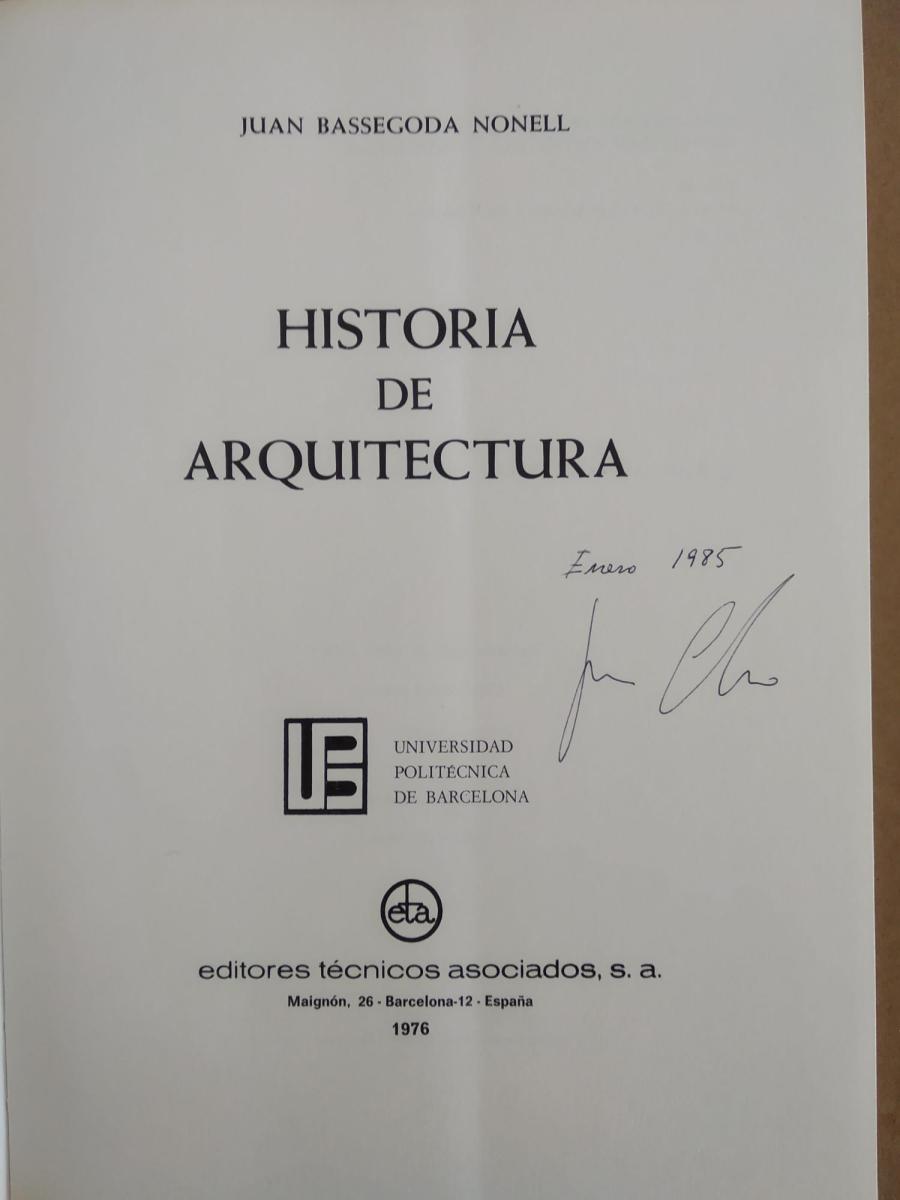 JUAN BASSEGODA NONELL
HISTORIA
DE
ARQUITECTURA
Enero 1985
UNIVERSIDAD
POLITÉCNICA
DE BARCELONA
eta
editores técnicos asociados, s. a.
Maignón, 26 - Barcelona-12 - España
1976